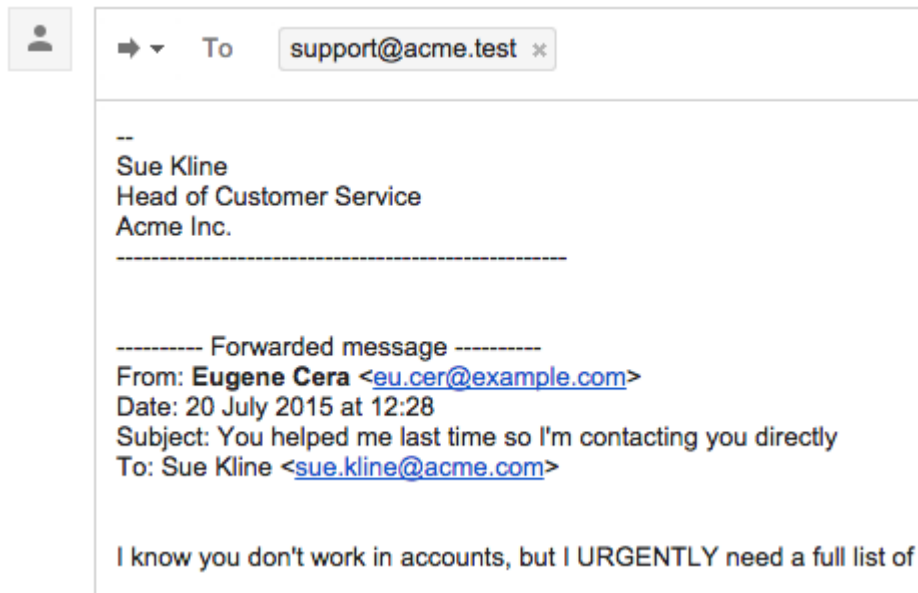 To support@acme.test ×
--
Sue Kline
Head of Customer Service
Acme Inc.
----------------------------------------------------
---------- Forwarded message ----------
From: Eugene Cera <eu.cer@example.com>
Date: 20 July 2015 at 12:28
Subject: You helped me last time so I'm contacting you directly
To: Sue Kline <sue.kline@acme.com>
I know you don't work in accounts, but I URGENTLY need a full list of